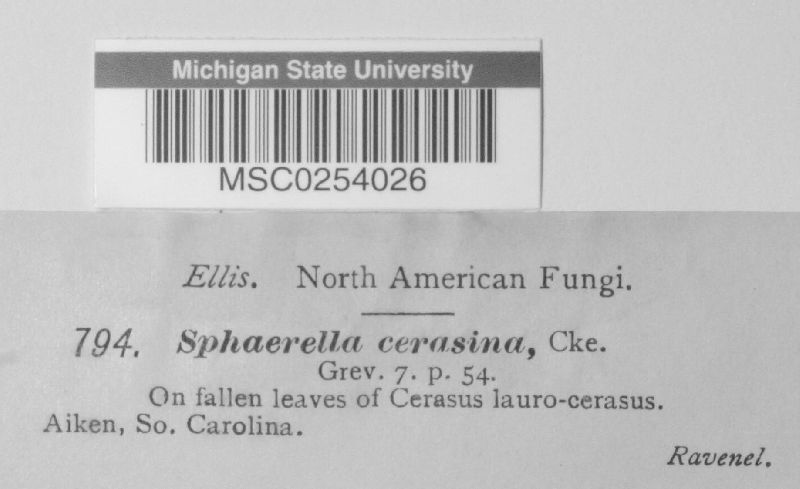 Michigan State University
MSC0254026
Ellis. North American Fungi.
794. Sphaerella cerasina, Cke.
Grev. 7. p. 54.
On fallen leaves of Cerasus lauro-cerasus.
Aiken, So. Carolina.
Ravenel.